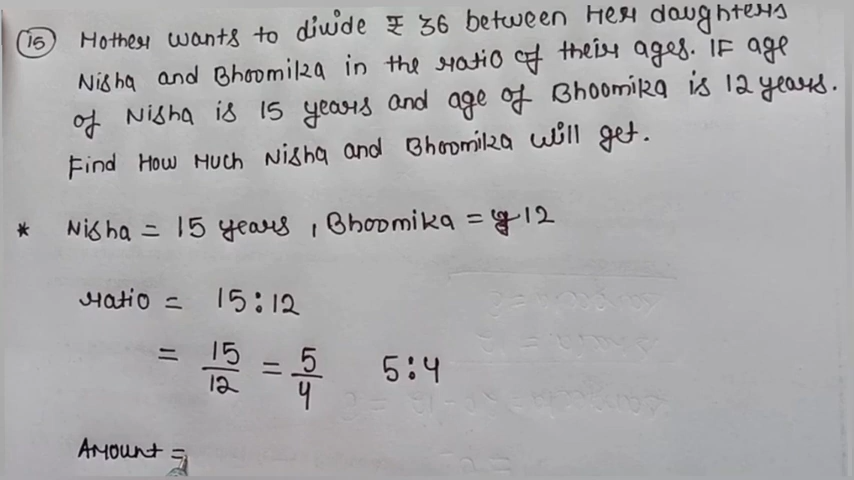 15 Mother wants to divide ₹ 36 between Her daughters
Nisha and Bhoomika in the ratio of their ages. IF age
of Nisha is 15 years and age of Bhoomika is 12 years.
Find How Much Nisha and Bhoomika will get.
* Nisha = 15 years, Bhoomika = 12
ratio = 15:12
= 15/12 = 5/4 5:4
Amount =